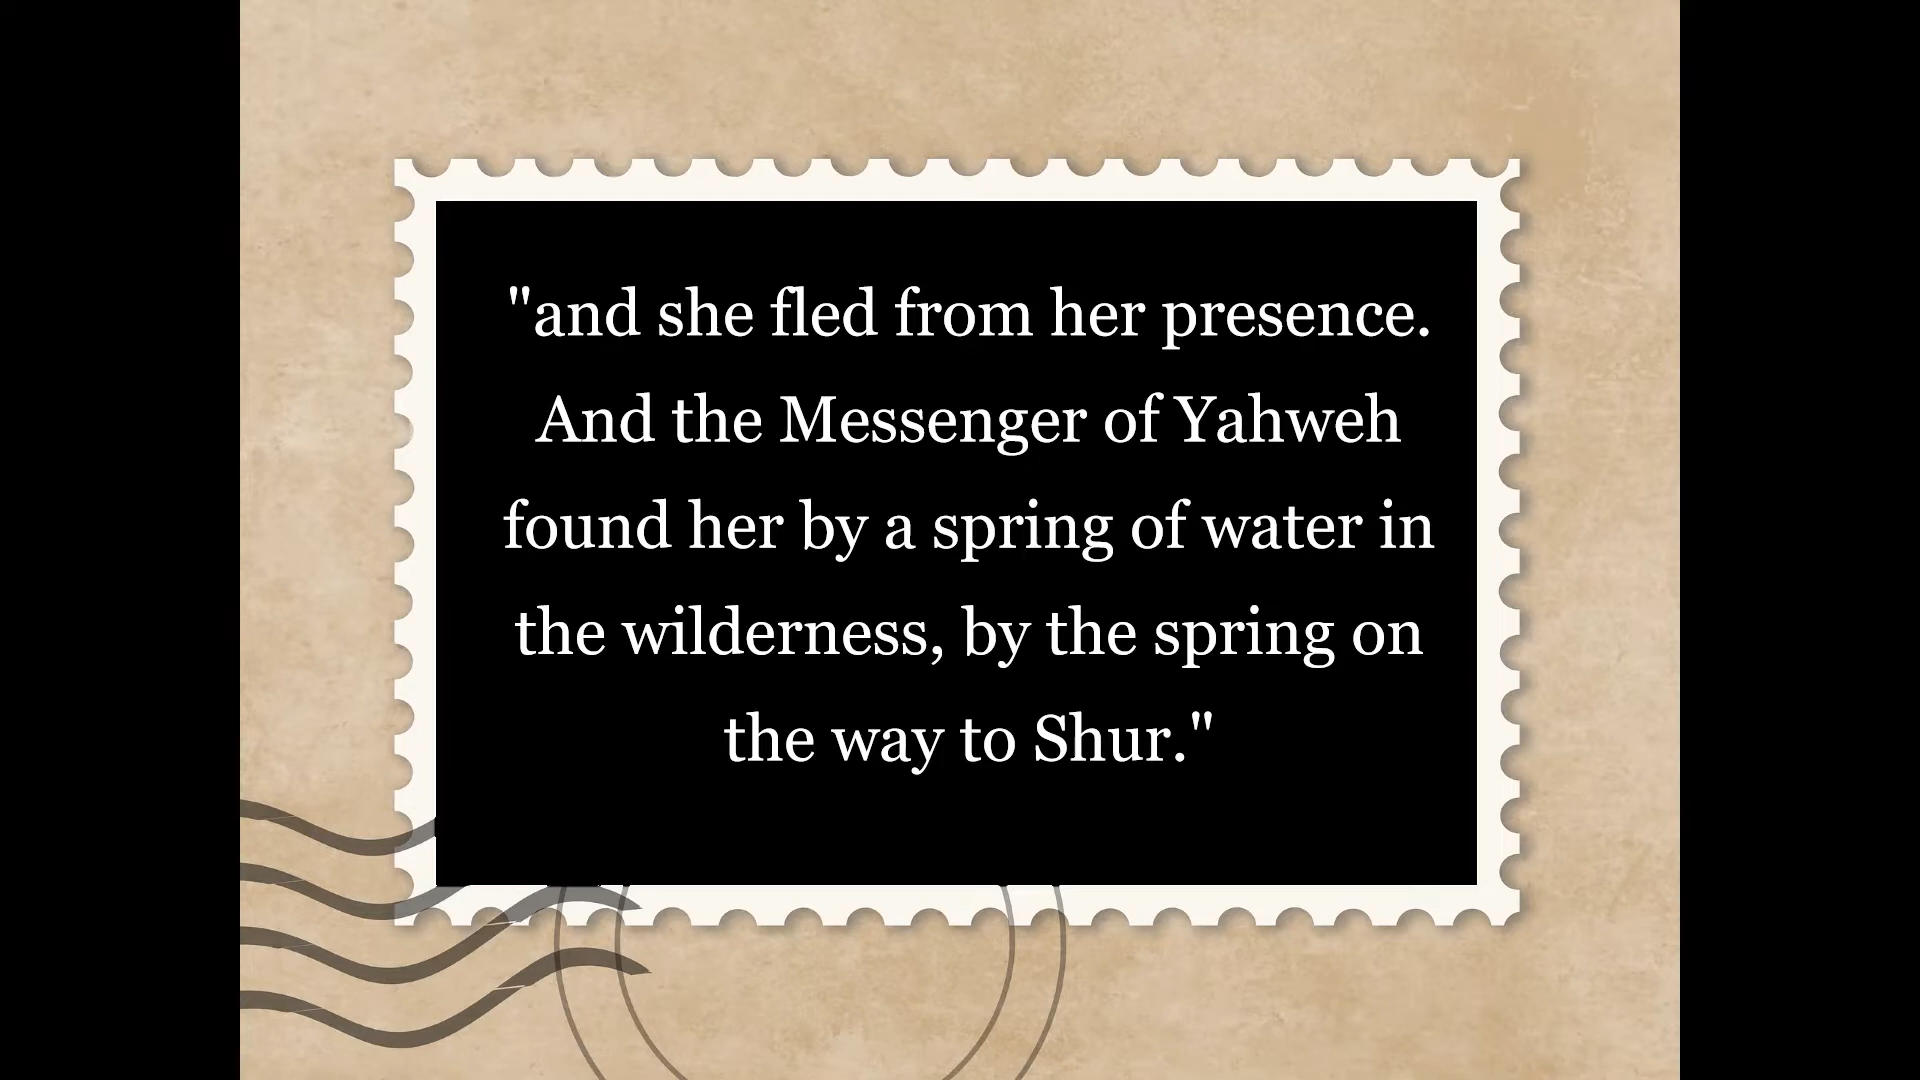 "and she fled from her presence.
And the Messenger of Yahweh
found her by a spring of water in
the wilderness, by the spring on
the way to Shur."